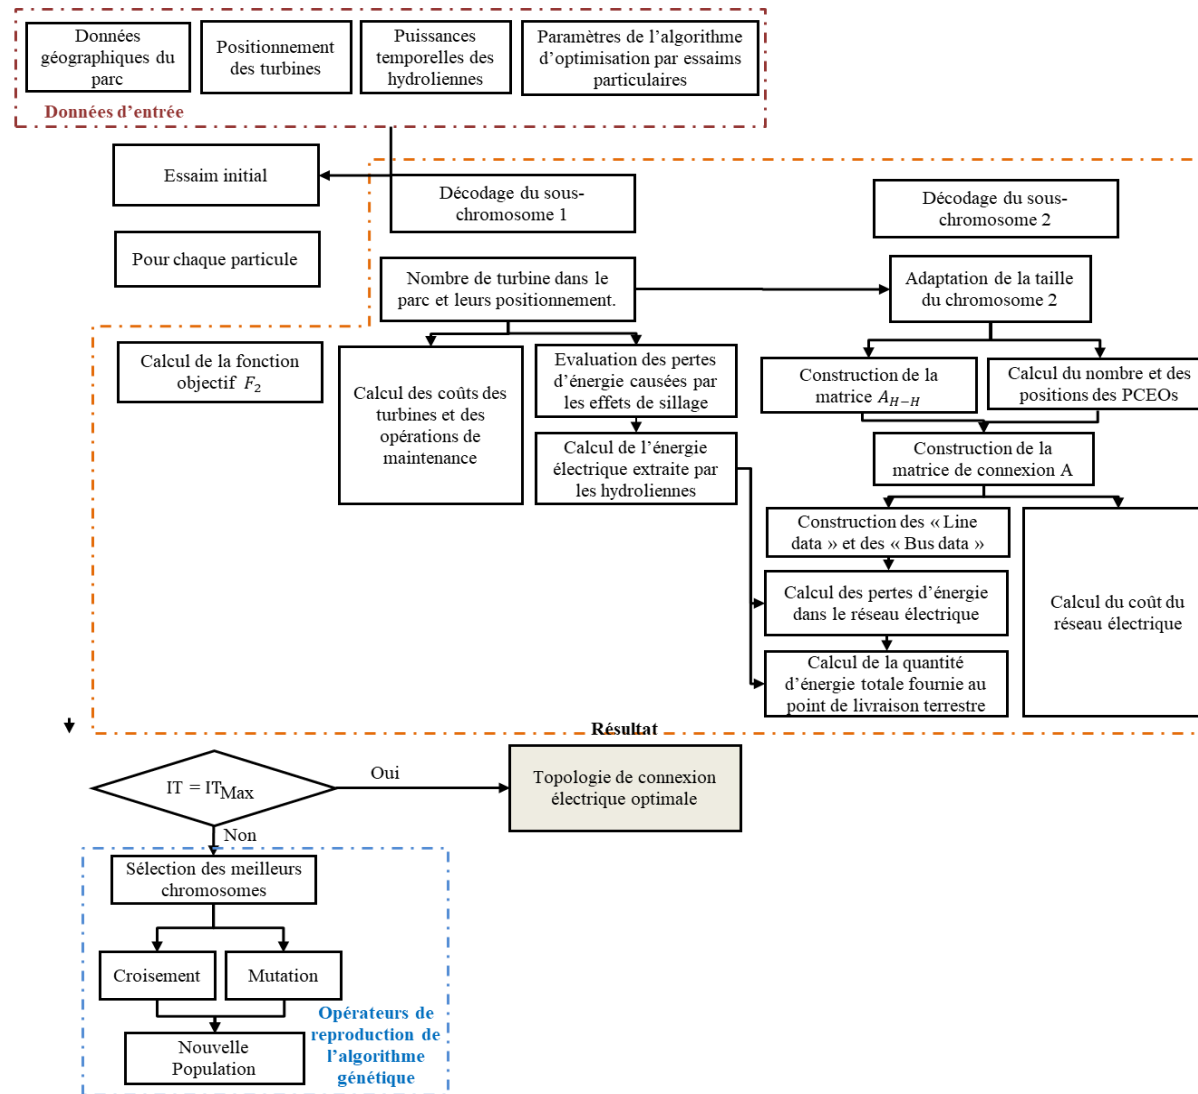 Données
géographiques du
parc
Positionnement
des turbines
Puissances
temporelles des
hydroliennes
Paramètres de l'algorithme
d'optimisation par essaims
particulaires
Données d'entrée
Essaim initial
Décodage du sous-
chromosome 1
Décodage du sous-
chromosome 2
Pour chaque particule
Nombre de turbine dans le
parc et leurs positionnement.
Adaptation de la taille
du chromosome 2
Calcul de la fonction
objectif F₂
Calcul des coûts des
turbines et des
opérations de
maintenance
Evaluation des pertes
d'énergie causées par
les effets de sillage
Construction de la
matrice A_{H−H}
Calcul du nombre et des
positions des PCEOs
Calcul de l'énergie
électrique extraite par
les hydroliennes
Construction de la
matrice de connexion A
Construction des « Line
data » et des « Bus data »
Calcul des pertes d'énergie
dans le réseau électrique
Calcul du coût du
réseau électrique
Calcul de la quantité
d'énergie totale fournie au
point de livraison terrestre
Résultat
IT = IT_{Max}
Oui
Topologie de connexion
électrique optimale
Non
Sélection des meilleurs
chromosomes
Croisement
Mutation
Opérateurs de
reproduction de
l'algorithme
génétique
Nouvelle
Population